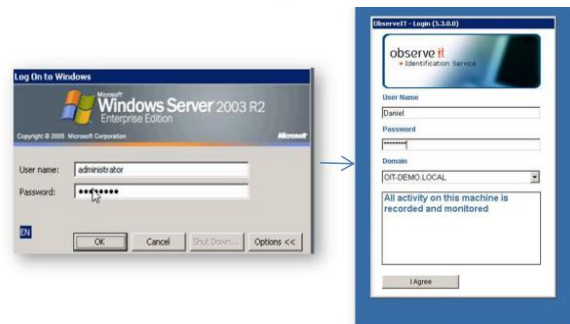 Log On to Windows
Microsoft
Windows Server 2003 R2
Enterprise Edition
Copyright © 2005 Microsoft Corporation
Microsoft
User name: administrator
Password: ●●●●●●●●
EN
OK Cancel Shut Down... Options <<
ObserveIT - Login (5.3.0.0)
observe it
Identification Service
User Name
Daniel
Password
********
Domain
OIT-DEMO.LOCAL
All activity on this machine is
recorded and monitored
I Agree